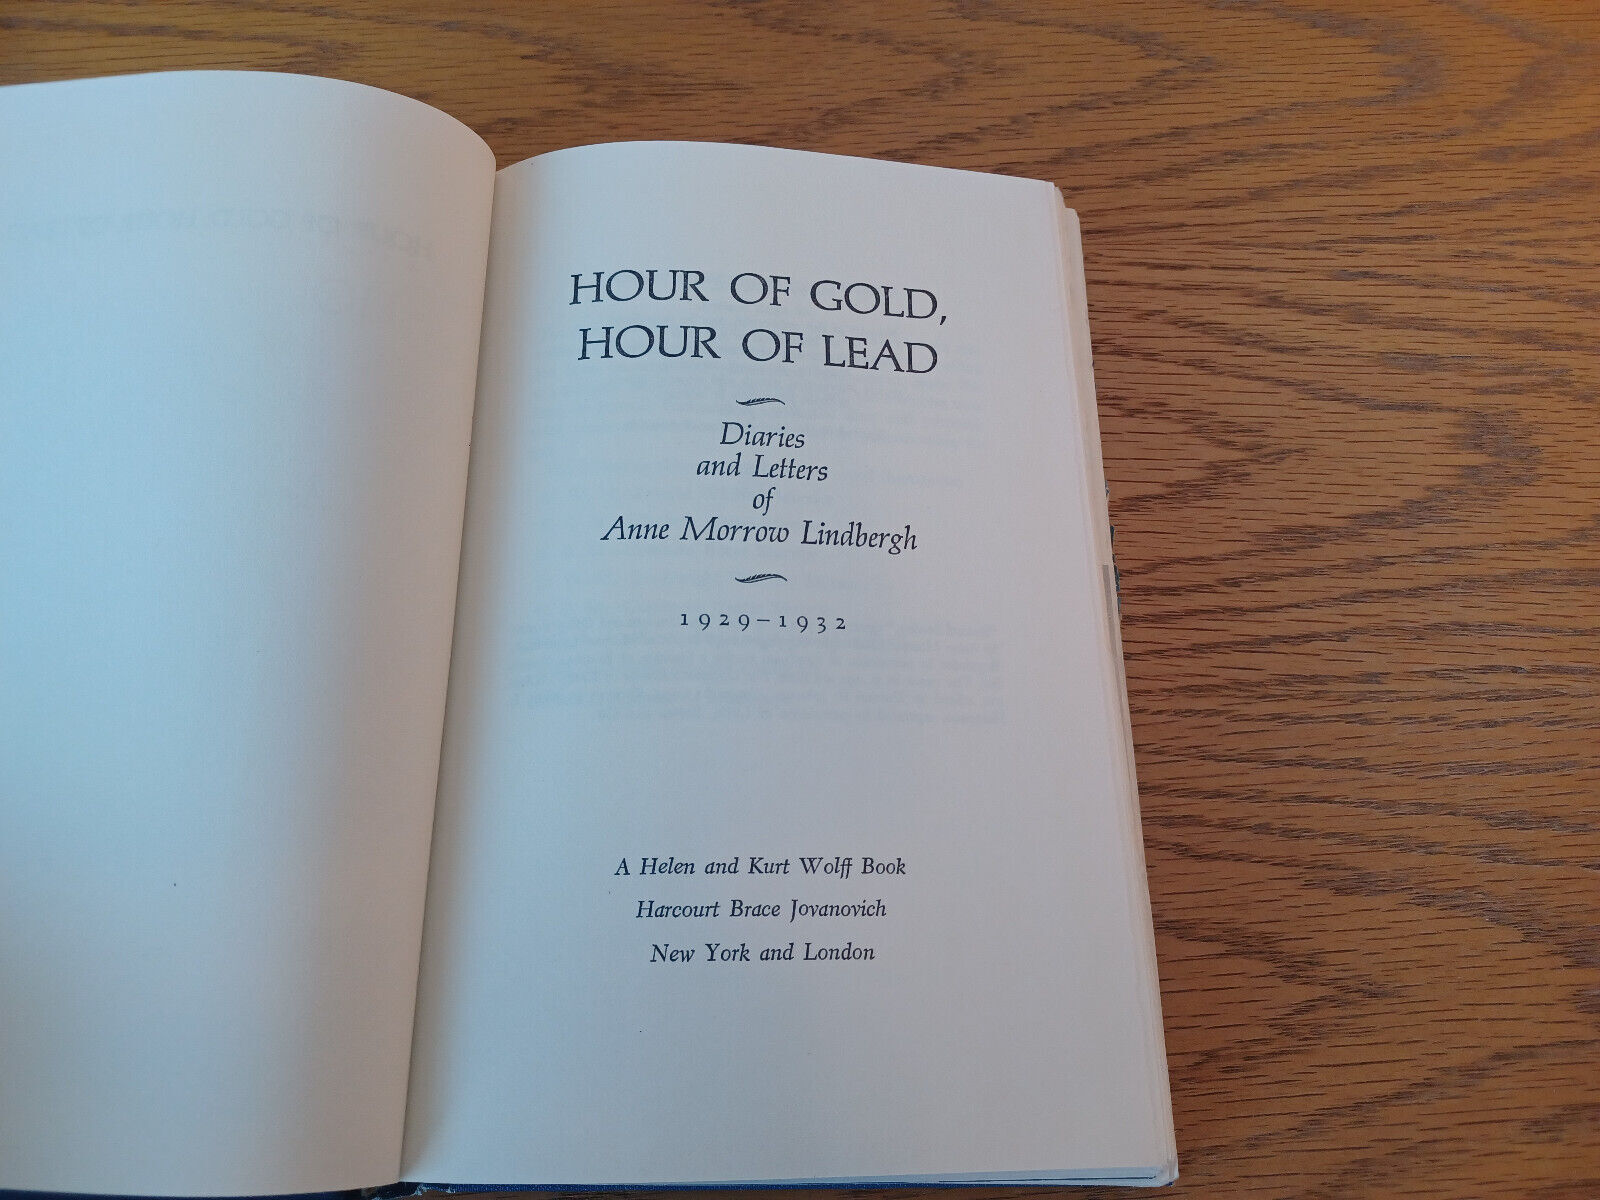 HOUR OF GOLD,
HOUR OF LEAD
Diaries
and Letters
of
Anne Morrow Lindbergh
1929–1932
A Helen and Kurt Wolff Book
Harcourt Brace Jovanovich
New York and London